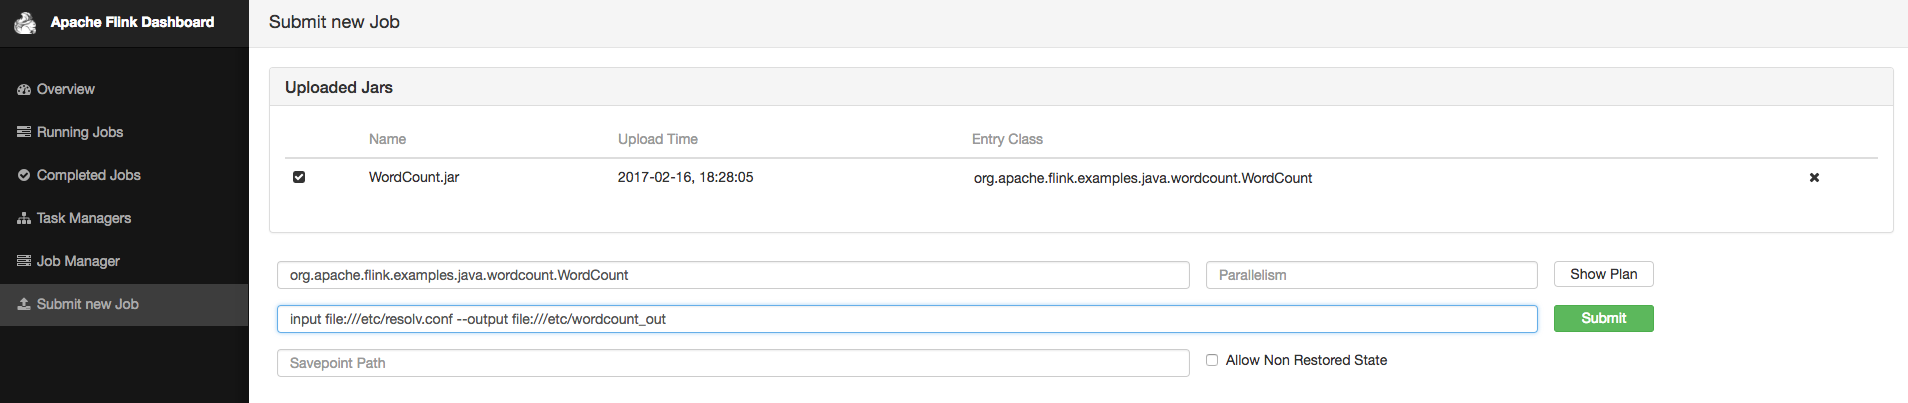 Apache Flink Dashboard
Submit new Job
Overview
Running Jobs
Completed Jobs
Task Managers
Job Manager
Submit new Job
Uploaded Jars
Name Upload Time Entry Class
WordCount.jar 2017-02-16, 18:28:05 org.apache.flink.examples.java.wordcount.WordCount
org.apache.flink.examples.java.wordcount.WordCount Parallelism Show Plan
input file:///etc/resolv.conf --output file:///etc/wordcount_out Submit
Savepoint Path Allow Non Restored State